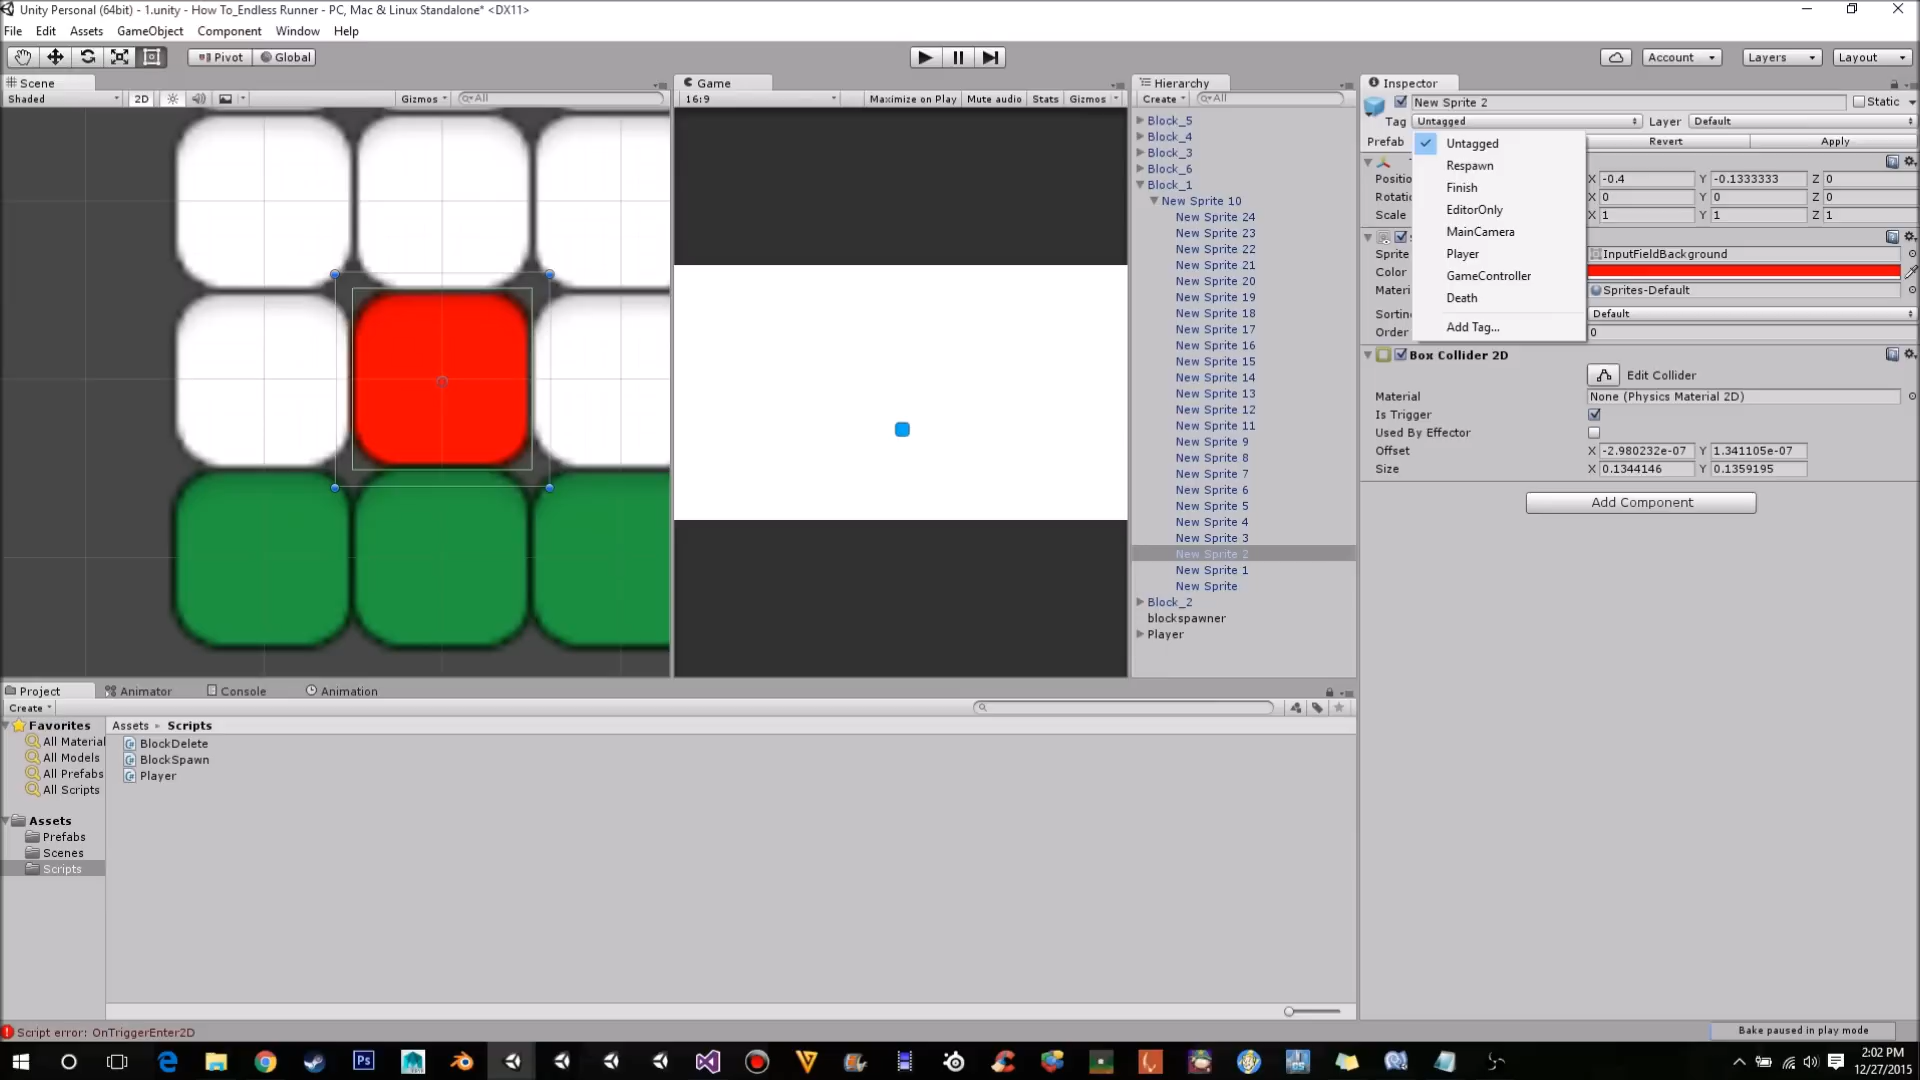 Unity Personal (64bit) - 1.unity - How To_Endless Runner - PC, Mac & Linux Standalone* <DX11>
File Edit Assets GameObject Component Window Help
Pivot Global Account Layers Layout
Scene
Shaded 2D Gizmos All
Game
16:9 Maximize on Play Mute audio Stats Gizmos
Hierarchy
Create All
Block_5
Block_4
Block_3
Block_6
Block_1
New Sprite 10
New Sprite 24
New Sprite 23
New Sprite 22
New Sprite 21
New Sprite 20
New Sprite 19
New Sprite 18
New Sprite 17
New Sprite 16
New Sprite 15
New Sprite 14
New Sprite 13
New Sprite 12
New Sprite 11
New Sprite 9
New Sprite 8
New Sprite 7
New Sprite 6
New Sprite 5
New Sprite 4
New Sprite 3
New Sprite 2
New Sprite 1
New Sprite
Block_2
blockspawner
Player
Inspector
New Sprite 2 Static
Tag Untagged Layer Default
Prefab Revert Apply
Untagged
Respawn
Finish
EditorOnly
MainCamera
Player
GameController
Death
Add Tag...
Positio X -0.4 Y -0.1333333 Z 0
Rotatio X 0 Y 0 Z 0
Scale X 1 Y 1 Z 1
Sprite InputFieldBackground
Color
Materi Sprites-Default
Sortin Default
Order 0
Box Collider 2D
Edit Collider
Material None (Physics Material 2D)
Is Trigger
Used By Effector
Offset X -2.980232e-07 Y 1.341105e-07
Size X 0.1344146 Y 0.1359195
Add Component
Project Animator Console Animation
Create
Favorites
All Material
All Models
All Prefabs
All Scripts
Assets
Prefabs
Scenes
Scripts
Assets Scripts
BlockDelete
BlockSpawn
Player
Script error: OnTriggerEnter2D
Bake paused in play mode
Ps
2:02 PM
12/27/2015